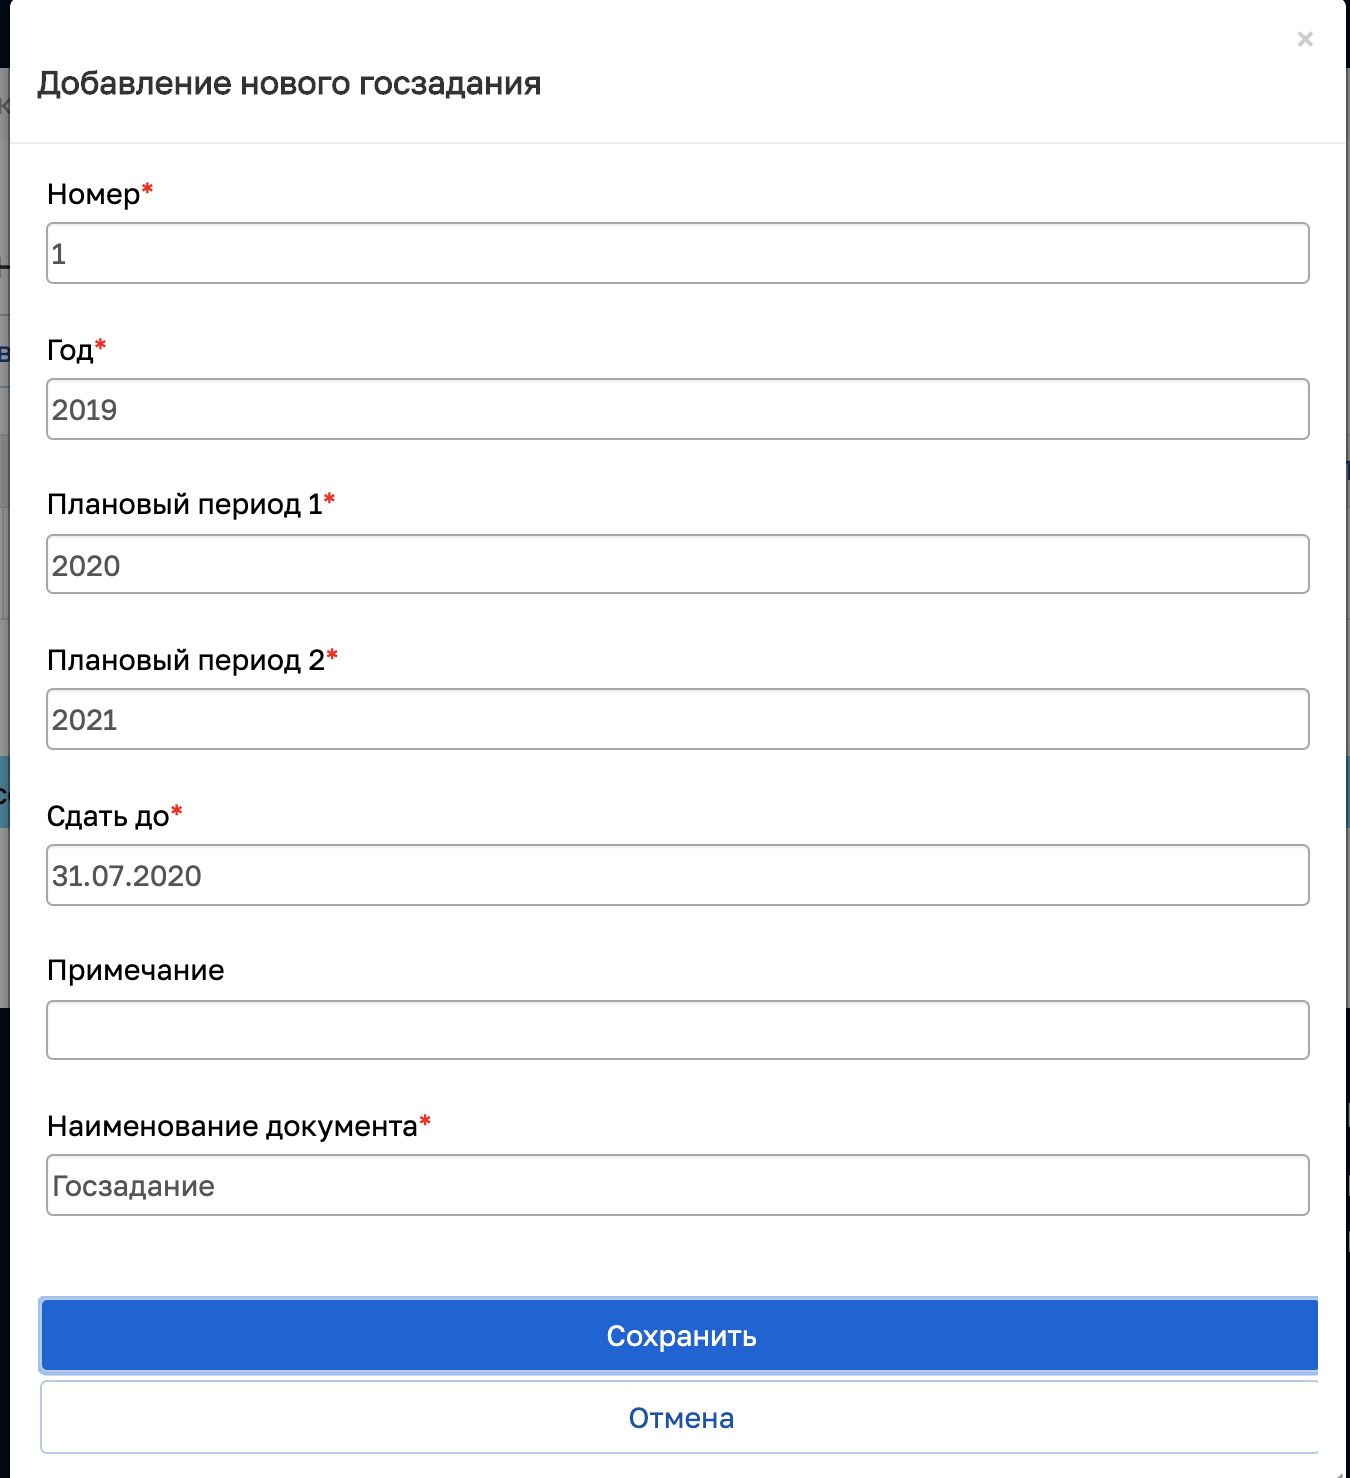 ×
Добавление нового госзадания
Номер*
1
Год*
2019
Плановый период 1*
2020
Плановый период 2*
2021
Сдать до*
31.07.2020
Примечание
Наименование документа*
Госзадание
Сохранить
Отмена